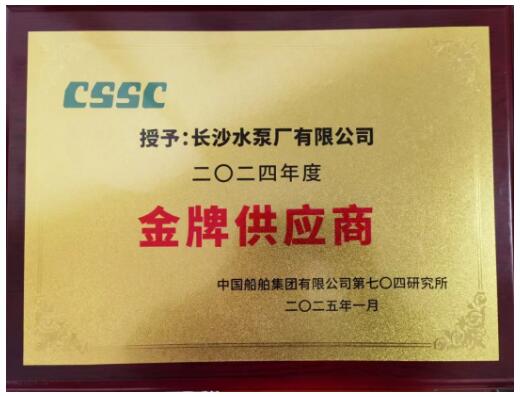 CSSC
授予:长沙水泵厂有限公司
二〇二四年度
金牌供应商
中国船舶集团有限公司第七〇四研究所
二〇二五年一月